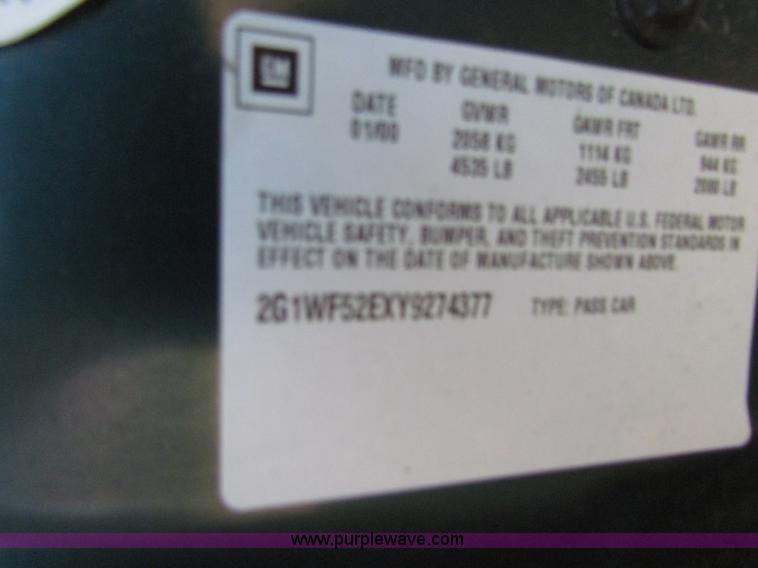 GM
MFD BY GENERAL MOTORS OF CANADA LTD.
DATE GVWR GAWR FRT GAWR RR
01/00 2058 KG 1114 KG 944 KG
4535 LB 2455 LB 2080 LB
THIS VEHICLE CONFORMS TO ALL APPLICABLE U.S. FEDERAL MOTOR
VEHICLE SAFETY, BUMPER, AND THEFT PREVENTION STANDARDS IN
EFFECT ON THE DATE OF MANUFACTURE SHOWN ABOVE.
2G1WF52EXY9274377 TYPE: PASS CAR
www.purplewave.com